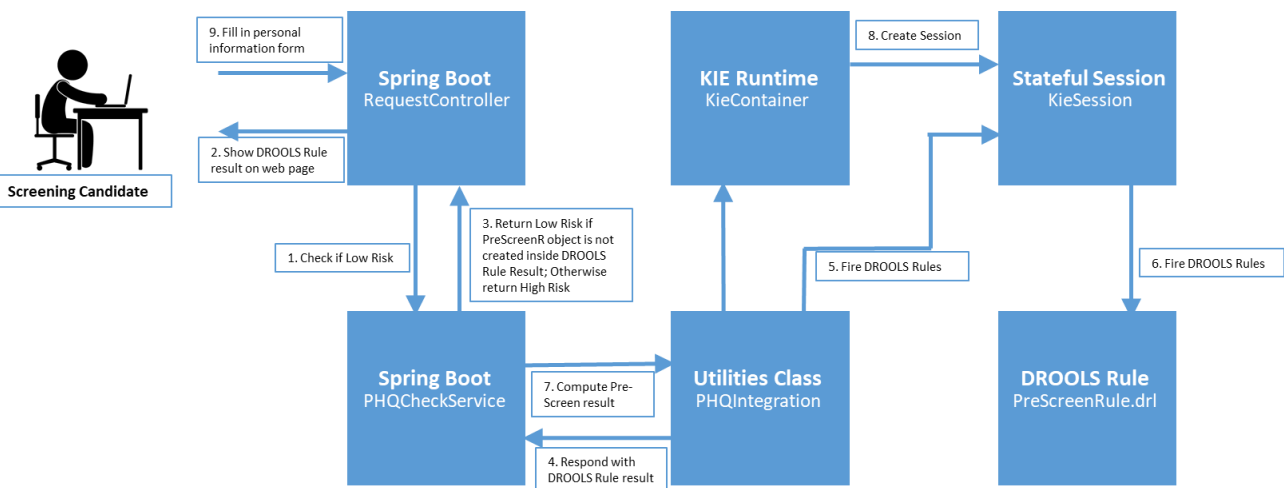 9. Fill in personal
information form
Spring Boot
RequestController
2. Show DROOLS Rule
result on web page
Screening Candidate
KIE Runtime
KieContainer
8. Create Session
Stateful Session
KieSession
1. Check if Low Risk
3. Return Low Risk if
PreScreenR object is not
created inside DROOLS
Rule Result; Otherwise
return High Risk
5. Fire DROOLS Rules
6. Fire DROOLS Rules
Spring Boot
PHQCheckService
7. Compute Pre-
Screen result
4. Respond with
DROOLS Rule result
Utilities Class
PHQIntegration
DROOLS Rule
PreScreenRule.drl